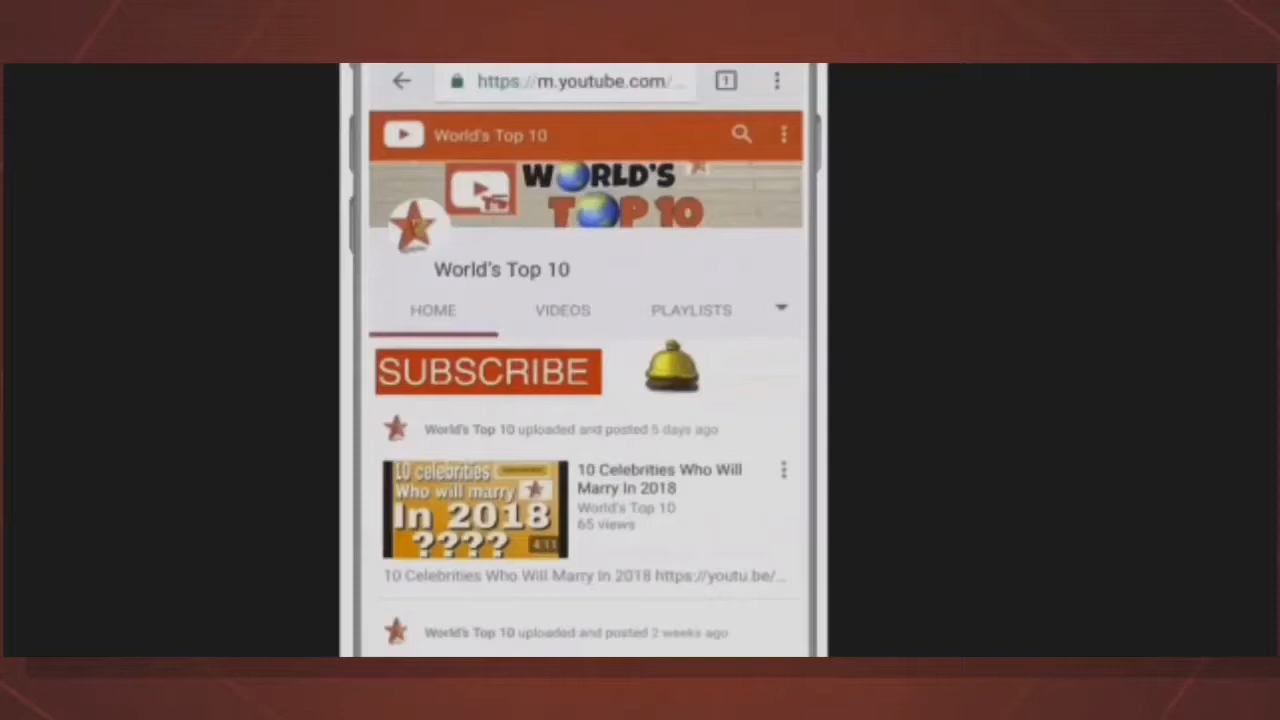 https://m.youtube.com/...
1
World's Top 10
WORLD'S
TOP 10
World's Top 10
HOME
VIDEOS
PLAYLISTS
SUBSCRIBE
World's Top 10 uploaded and posted 5 days ago
10 celebrities
Who will marry
In 2018
????
4:11
10 Celebrities Who Will
Marry In 2018
World's Top 10
65 views
10 Celebrities Who Will Marry In 2018 https://youtu.be/...
World's Top 10 uploaded and posted 2 weeks ago